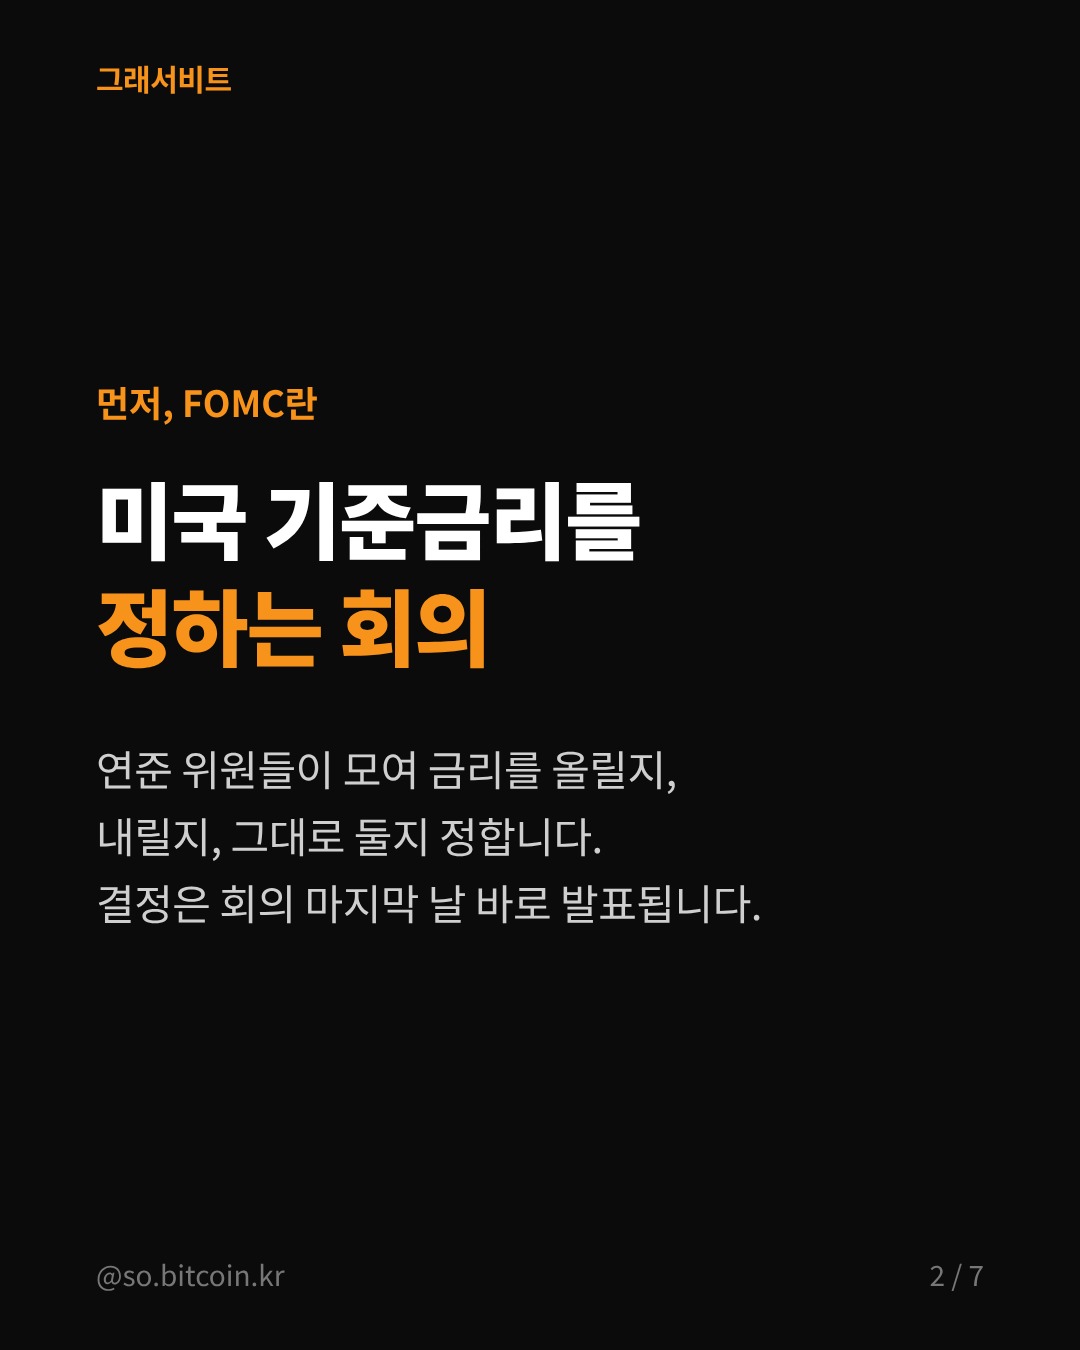 그래서비트
먼저, FOMC란
미국 기준금리를
정하는 회의
연준 위원들이 모여 금리를 올릴지,
내릴지, 그대로 둘지 정합니다.
결정은 회의 마지막 날 바로 발표됩니다.
@so.bitcoin.kr
2 / 7